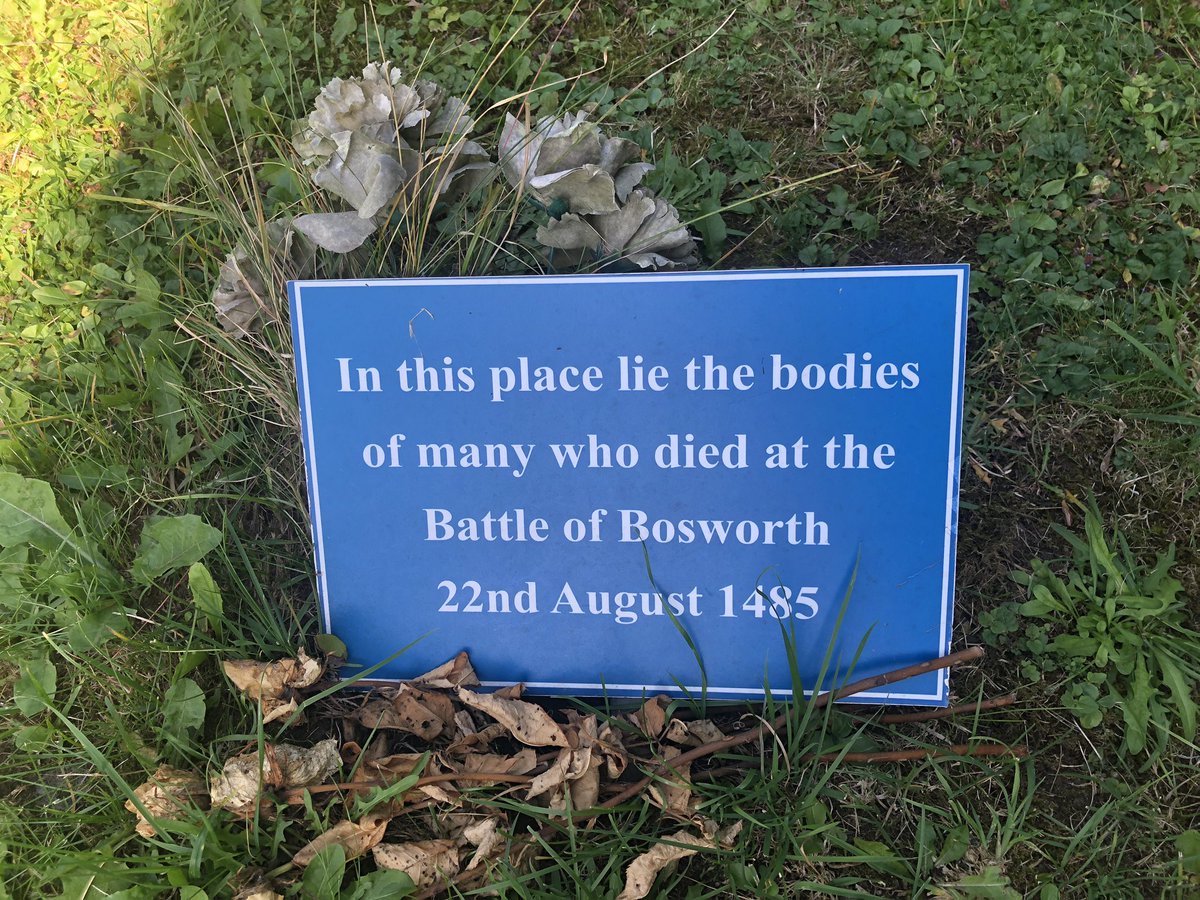 In this place lie the bodies
of many who died at the
Battle of Bosworth
22nd August 1485